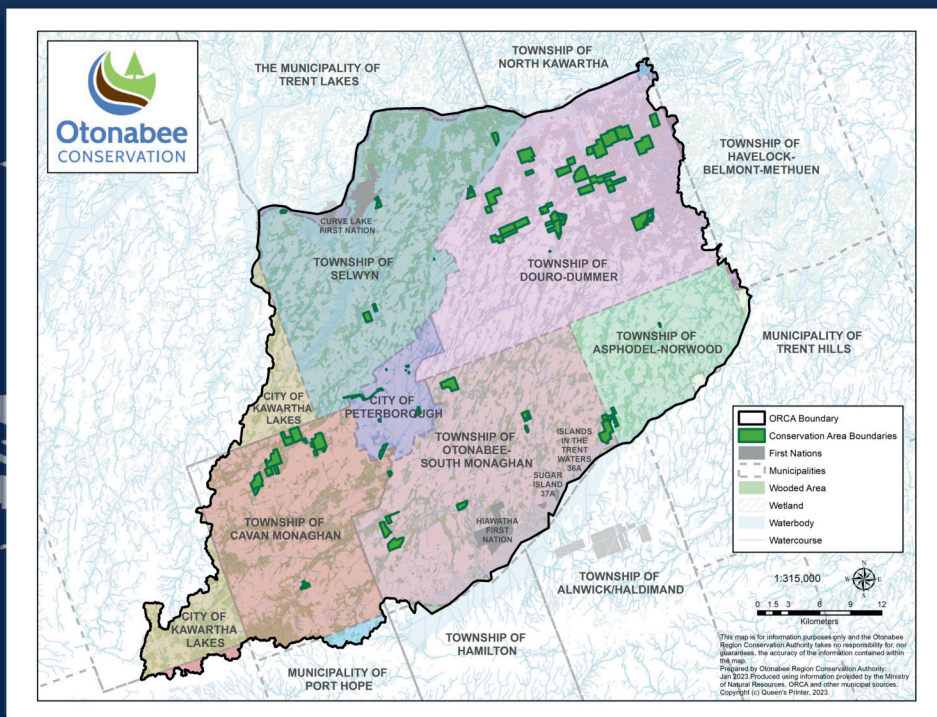 Otonabee
CONSERVATION
THE MUNICIPALITY OF
TRENT LAKES
TOWNSHIP OF
NORTH KAWARTHA
TOWNSHIP OF
HAVELOCK-
BELMONT-METHUEN
CURVE LAKE
FIRST NATION
TOWNSHIP OF
SELWYN
TOWNSHIP OF
DOURO-DUMMER
TOWNSHIP OF
ASPHODEL-NORWOOD
MUNICIPALITY OF
TRENT HILLS
CITY OF
KAWARTHA
LAKES
CITY OF
PETERBOROUGH
TOWNSHIP OF
OTONABEE-
SOUTH MONAGHAN
ISLANDS
IN THE
TRENT
WATERS
36A
SUGAR
ISLAND
37A
HIAWATHA
FIRST
NATION
TOWNSHIP OF
CAVAN MONAGHAN
CITY OF
KAWARTHA
LAKES
TOWNSHIP OF
ALNWICK/HALDIMAND
TOWNSHIP OF
HAMILTON
MUNICIPALITY OF
PORT HOPE
ORCA Boundary
Conservation Area Boundaries
First Nations
Municipalities
Wooded Area
Wetland
Waterbody
Watercourse
1:315,000
N
W E
S
0 1.5 3 6 9 12
Kilometers
This map is for information purposes only and the Otonabee
Region Conservation Authority takes no responsibility for, nor
guarantees, the accuracy of the information contained within
the map.
Prepared by Otonabee Region Conservation Authority:
Jan 2023.Produced using information provided by the Ministry
of Natural Resources, ORCA and other municipal sources.
Copyright (c) Queen's Printer, 2023.